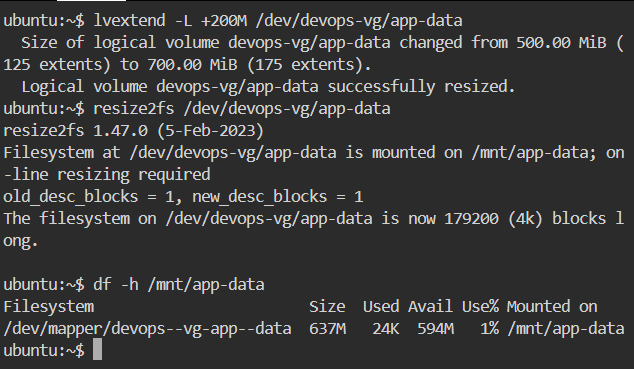 ubuntu:~$ lvextend -L +200M /dev/devops-vg/app-data
  Size of logical volume devops-vg/app-data changed from 500.00 MiB (
125 extents) to 700.00 MiB (175 extents).
  Logical volume devops-vg/app-data successfully resized.
ubuntu:~$ resize2fs /dev/devops-vg/app-data
resize2fs 1.47.0 (5-Feb-2023)
Filesystem at /dev/devops-vg/app-data is mounted on /mnt/app-data; on
-line resizing required
old_desc_blocks = 1, new_desc_blocks = 1
The filesystem on /dev/devops-vg/app-data is now 179200 (4k) blocks l
ong.

ubuntu:~$ df -h /mnt/app-data
Filesystem                       Size  Used Avail Use% Mounted on
/dev/mapper/devops--vg-app--data  637M   24K  594M   1% /mnt/app-data
ubuntu:~$